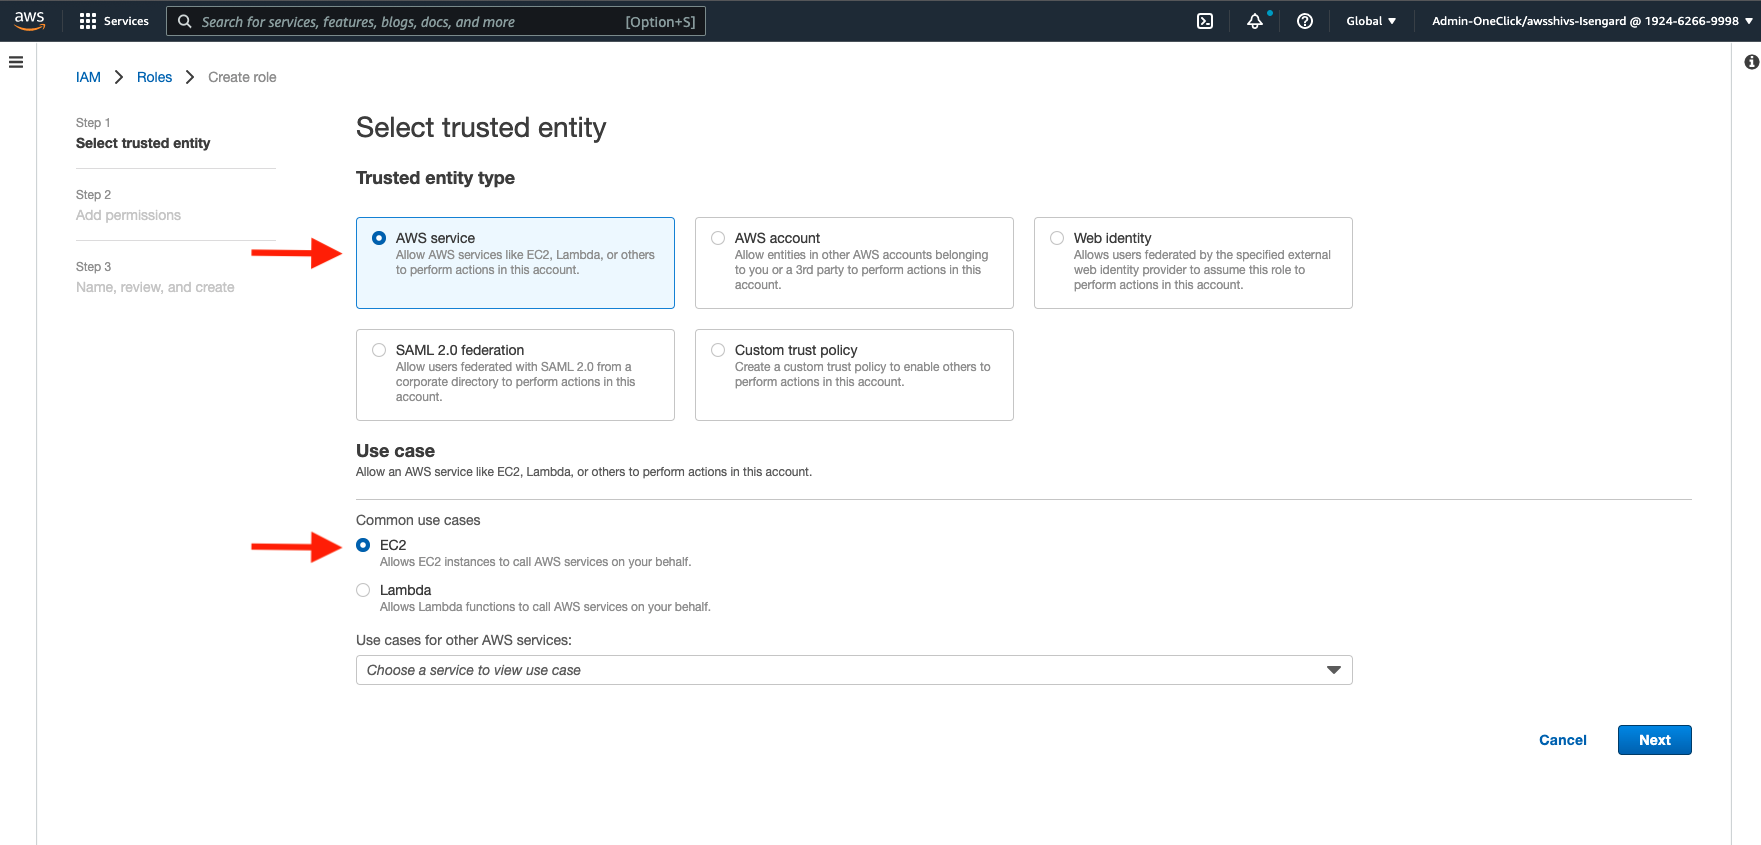 aws Services Search for services, features, blogs, docs, and more [Option+S] Global Admin-OneClick/awsshivs-Isengard @ 1924-6266-9998
IAM Roles Create role
Step 1
Select trusted entity
Step 2
Add permissions
Step 3
Name, review, and create
Select trusted entity
Trusted entity type
AWS service
Allow AWS services like EC2, Lambda, or others
to perform actions in this account.
AWS account
Allow entities in other AWS accounts belonging
to you or a 3rd party to perform actions in this
account.
Web identity
Allows users federated by the specified external
web identity provider to assume this role to
perform actions in this account.
SAML 2.0 federation
Allow users federated with SAML 2.0 from a
corporate directory to perform actions in this
account.
Custom trust policy
Create a custom trust policy to enable others to
perform actions in this account.
Use case
Allow an AWS service like EC2, Lambda, or others to perform actions in this account.
Common use cases
EC2
Allows EC2 instances to call AWS services on your behalf.
Lambda
Allows Lambda functions to call AWS services on your behalf.
Use cases for other AWS services:
Choose a service to view use case
Cancel Next